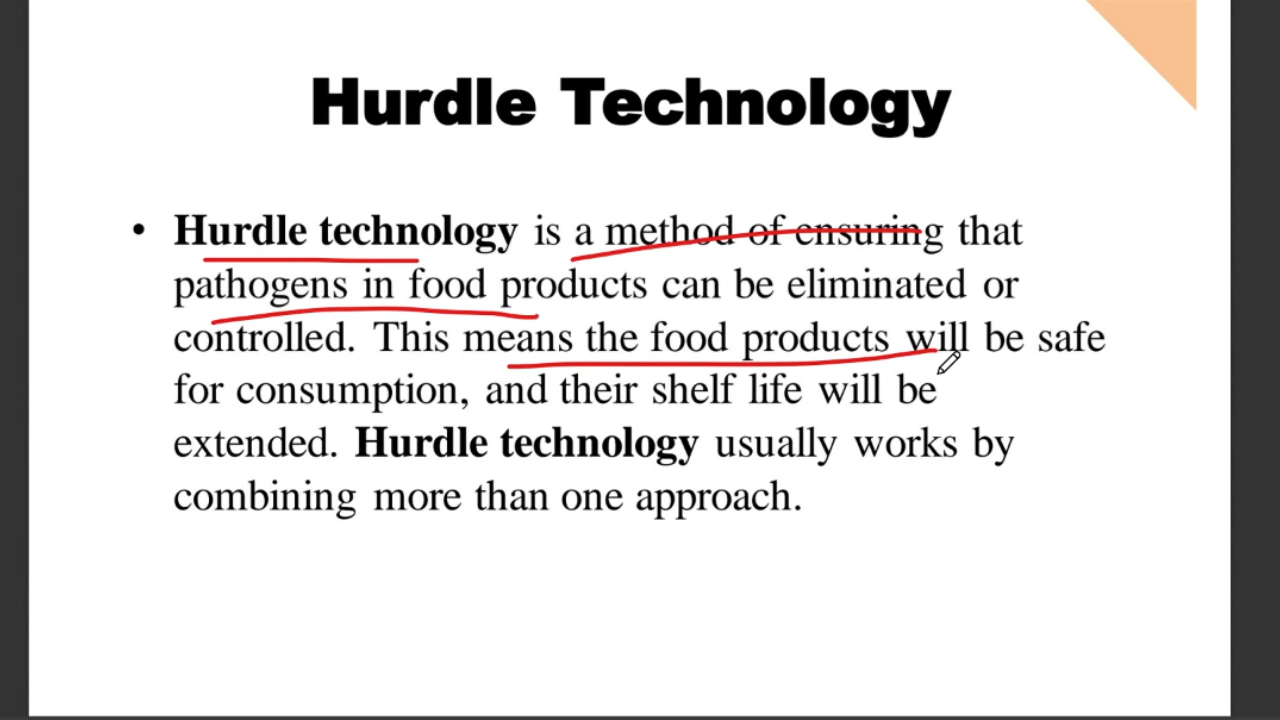 Hurdle Technology
• Hurdle technology is a method of ensuring that
pathogens in food products can be eliminated or
controlled. This means the food products will be safe
for consumption, and their shelf life will be
extended. Hurdle technology usually works by
combining more than one approach.